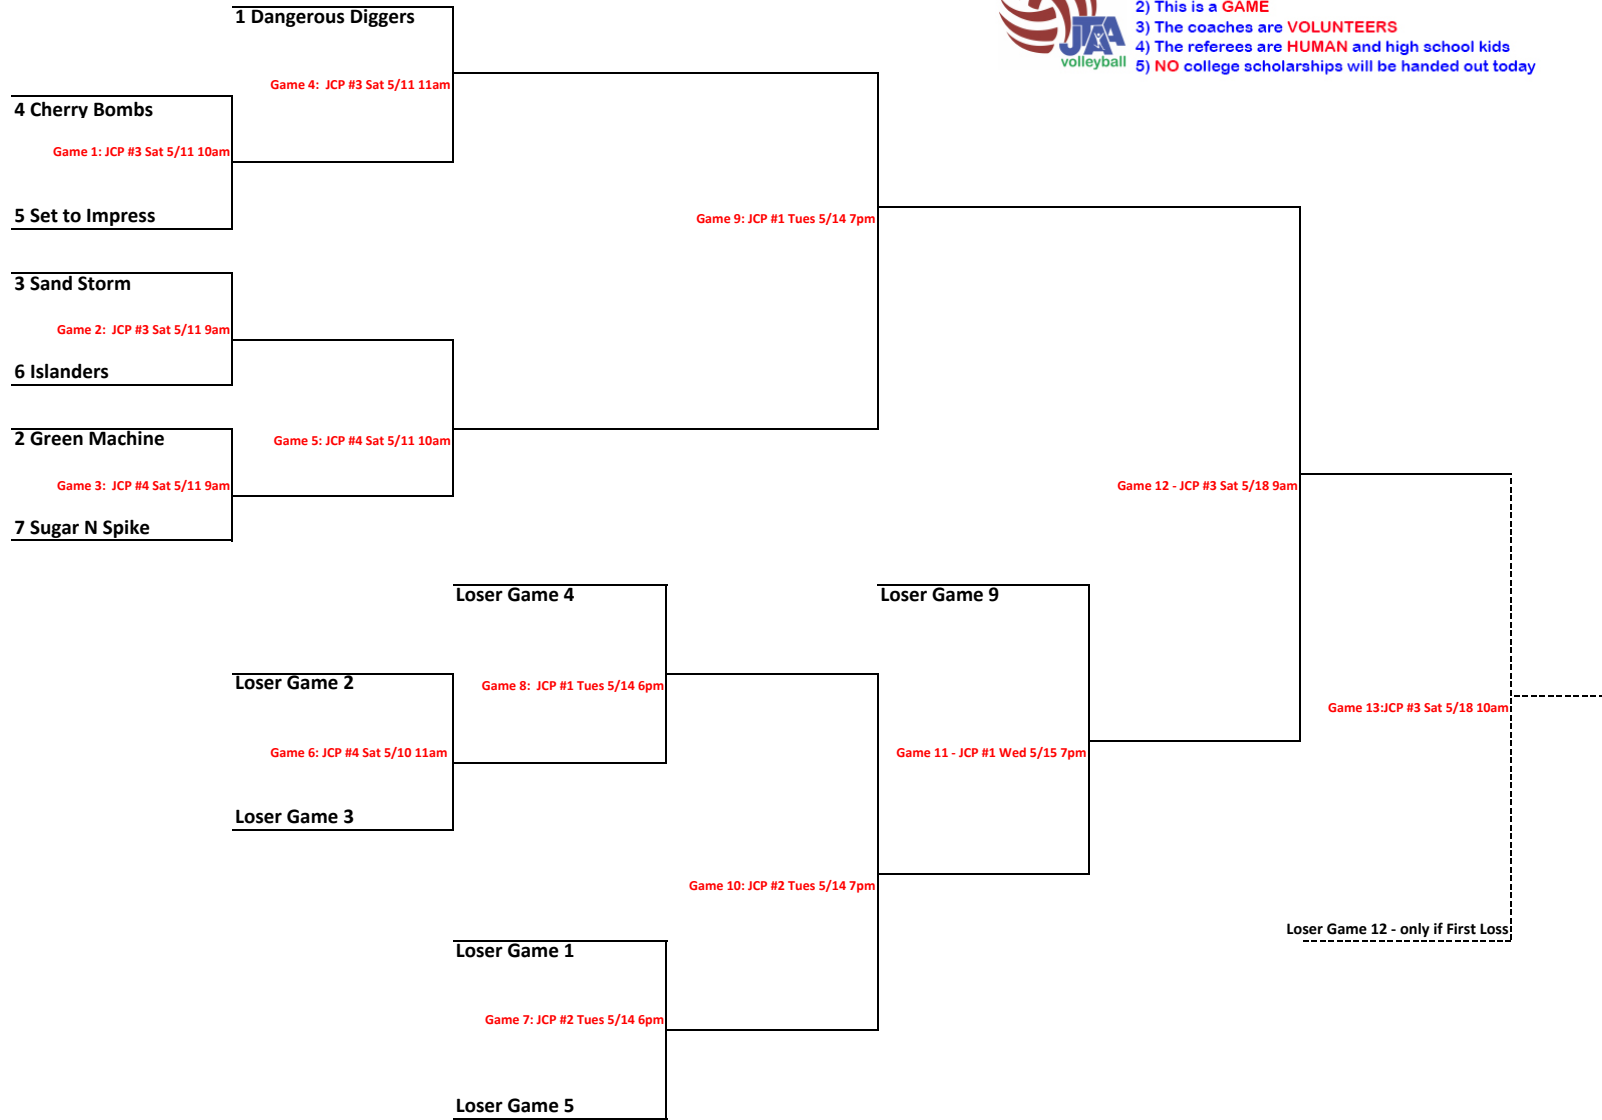 2) This is a GAME
3) The coaches are VOLUNTEERS
4) The referees are HUMAN and high school kids
5) NO college scholarships will be handed out today
JTAA
volleyball
1 Dangerous Diggers
Game 4:  JCP #3 Sat 5/11 11am
4 Cherry Bombs
Game 1: JCP #3 Sat 5/11 10am
5 Set to Impress
Game 9: JCP #1 Tues 5/14 7pm
3 Sand Storm
Game 2:  JCP #3 Sat 5/11 9am
6 Islanders
2 Green Machine
Game 5: JCP #4 Sat 5/11 10am
Game 3:  JCP #4 Sat 5/11 9am
Game 12 - JCP #3 Sat 5/18 9am
7 Sugar N Spike
Loser Game 4
Loser Game 9
Loser Game 2
Game 8:  JCP #1 Tues 5/14 6pm
Game 13:JCP #3 Sat 5/18 10am
Game 6: JCP #4 Sat 5/10 11am
Game 11 - JCP #1 Wed 5/15 7pm
Loser Game 3
Game 10: JCP #2 Tues 5/14 7pm
Loser Game 12 - only if First Loss
Loser Game 1
Game 7: JCP #2 Tues 5/14 6pm
Loser Game 5